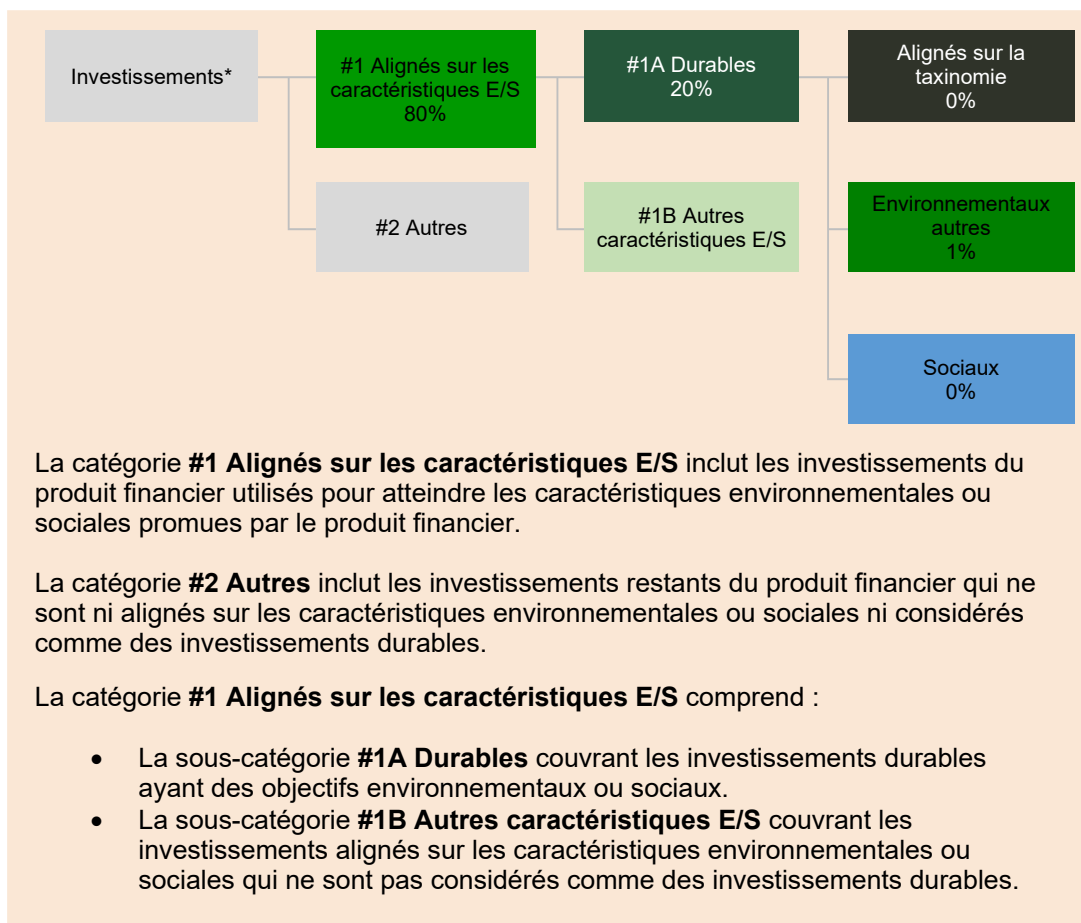 Investissements*
#1 Alignés sur les
caractéristiques E/S
80%
#1A Durables
20%
Alignés sur la
taxinomie
0%
#2 Autres
#1B Autres
caractéristiques E/S
Environnementaux
autres
1%
Sociaux
0%
La catégorie #1 Alignés sur les caractéristiques E/S inclut les investissements du
produit financier utilisés pour atteindre les caractéristiques environnementales ou
sociales promues par le produit financier.
La catégorie #2 Autres inclut les investissements restants du produit financier qui ne
sont ni alignés sur les caractéristiques environnementales ou sociales ni considérés
comme des investissements durables.
La catégorie #1 Alignés sur les caractéristiques E/S comprend :
• La sous-catégorie #1A Durables couvrant les investissements durables
ayant des objectifs environnementaux ou sociaux.
• La sous-catégorie #1B Autres caractéristiques E/S couvrant les
investissements alignés sur les caractéristiques environnementales ou
sociales qui ne sont pas considérés comme des investissements durables.